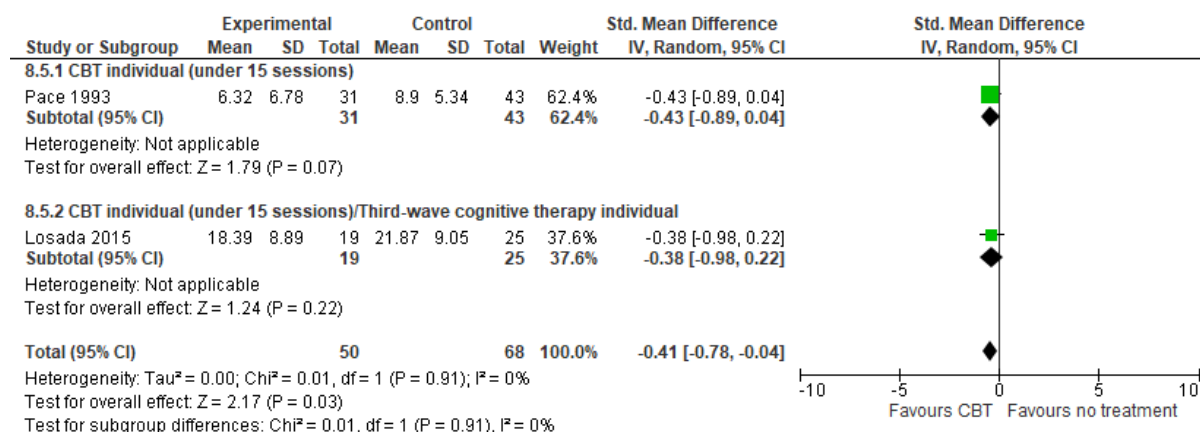 Experimental Control Std. Mean Difference Std. Mean Difference
Study or Subgroup Mean SD Total Mean SD Total Weight IV, Random, 95% CI IV, Random, 95% CI
8.5.1 CBT individual (under 15 sessions)
Pace 1993 6.32 6.78 31 8.9 5.34 43 62.4% -0.43 [-0.89, 0.04]
Subtotal (95% CI) 31 43 62.4% -0.43 [-0.89, 0.04]
Heterogeneity: Not applicable
Test for overall effect: Z = 1.79 (P = 0.07)
8.5.2 CBT individual (under 15 sessions)/Third-wave cognitive therapy individual
Losada 2015 18.39 8.89 19 21.87 9.05 25 37.6% -0.38 [-0.98, 0.22]
Subtotal (95% CI) 19 25 37.6% -0.38 [-0.98, 0.22]
Heterogeneity: Not applicable
Test for overall effect: Z = 1.24 (P = 0.22)
Total (95% CI) 50 68 100.0% -0.41 [-0.78, -0.04]
Heterogeneity: Tau² = 0.00; Chi² = 0.01, df = 1 (P = 0.91); I² = 0%
Test for overall effect: Z = 2.17 (P = 0.03)
Test for subgroup differences: Chi² = 0.01, df = 1 (P = 0.91), I² = 0%
-10 -5 0 5 10
Favours CBT Favours no treatment